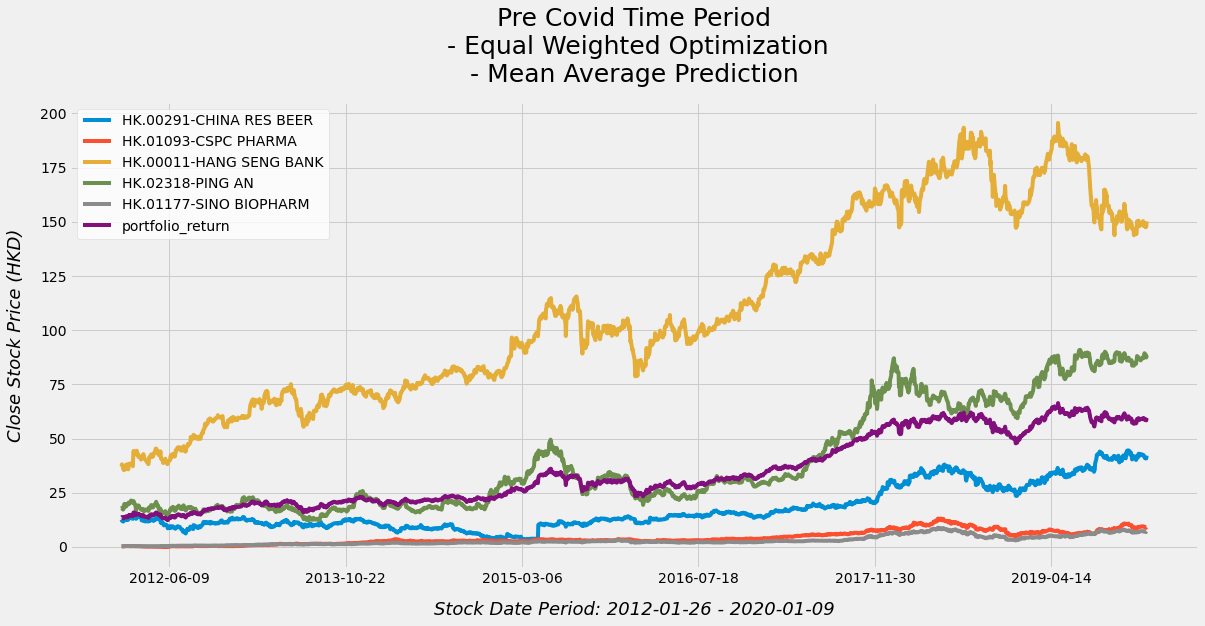 Pre Covid Time Period
- Equal Weighted Optimization
- Mean Average Prediction
200
175
150
125
100
75
50
25
0
Close Stock Price (HKD)
HK.00291-CHINA RES BEER
HK.01093-CSPC PHARMA
HK.00011-HANG SENG BANK
HK.02318-PING AN
HK.01177-SINO BIOPHARM
portfolio_return
2012-06-09
2013-10-22
2015-03-06
2016-07-18
2017-11-30
2019-04-14
Stock Date Period: 2012-01-26 - 2020-01-09